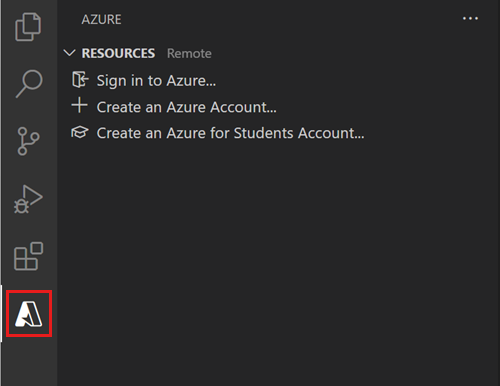 AZURE
RESOURCES Remote
Sign in to Azure...
Create an Azure Account...
Create an Azure for Students Account...